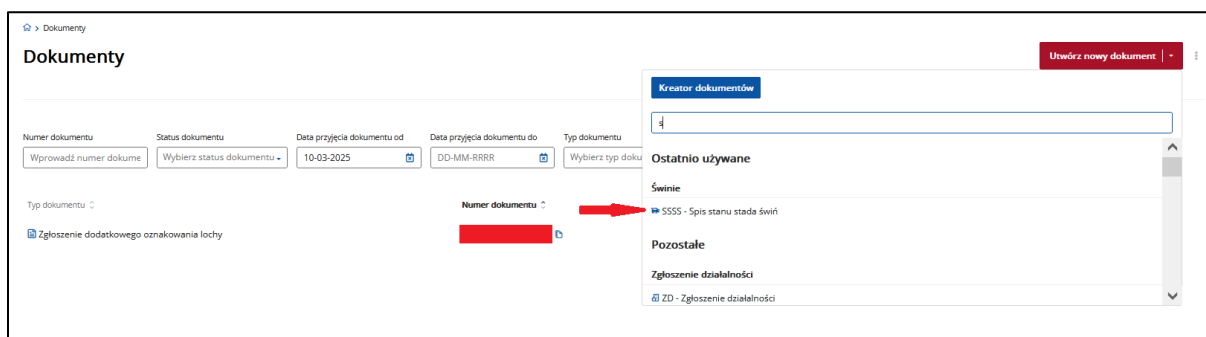 > Dokumenty
Dokumenty
Utwórz nowy dokument
Kreator dokumentów
s
Numer dokumentu Status dokumentu Data przyjęcia dokumentu od Data przyjęcia dokumentu do Typ dokumentu
Wprowadź numer dokume Wybierz status dokumentu 10-03-2025 DD-MM-RRRR Wybierz typ doku
Ostatnio używane
Świnie
Typ dokumentu Numer dokumentu
SSSS - Spis stanu stada świń
Zgłoszenie dodatkowego oznakowania lochy
Pozostałe
Zgłoszenie działalności
ZD - Zgłoszenie działalności